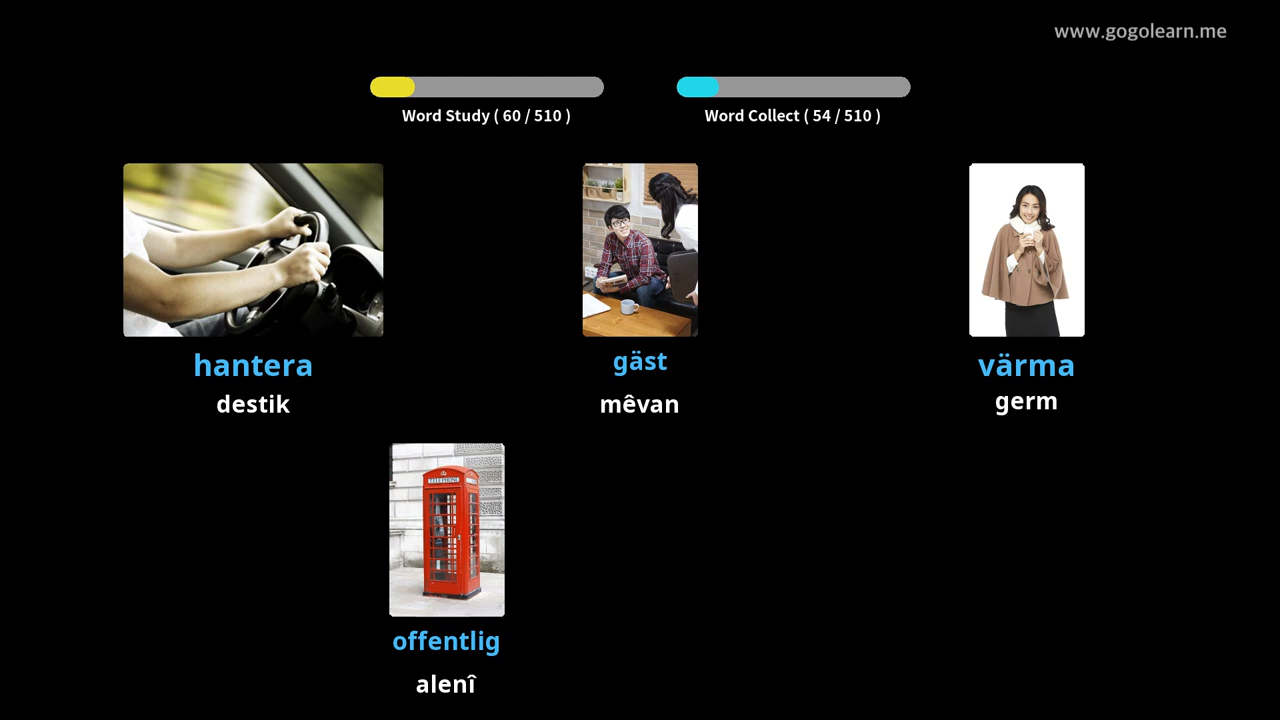 www.gogolearn.me
Word Study ( 60 / 510 )
Word Collect ( 54 / 510 )
hantera
destik
gäst
mêvan
värma
germ
TELEPHONE
offentlig
alenî